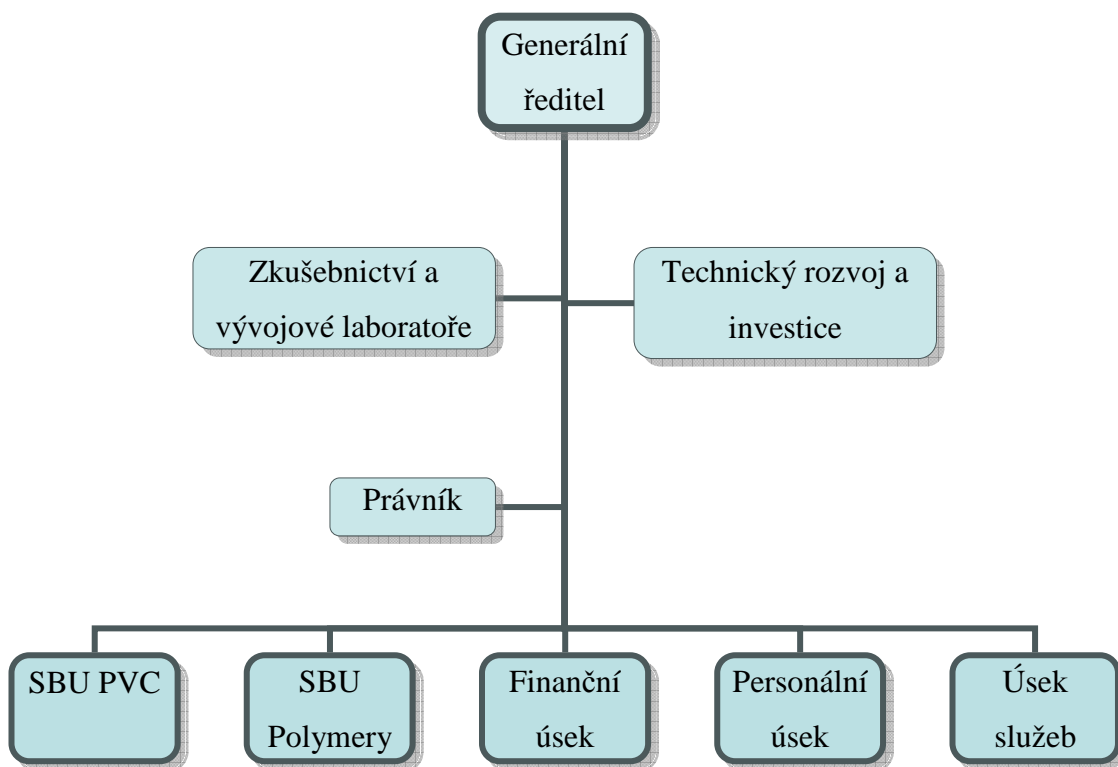 Generální
ředitel
Zkušebnictví a
vývojové laboratoře
Technický rozvoj a
investice
Právník
SBU PVC
SBU
Polymery
Finanční
úsek
Personální
úsek
Úsek
služeb